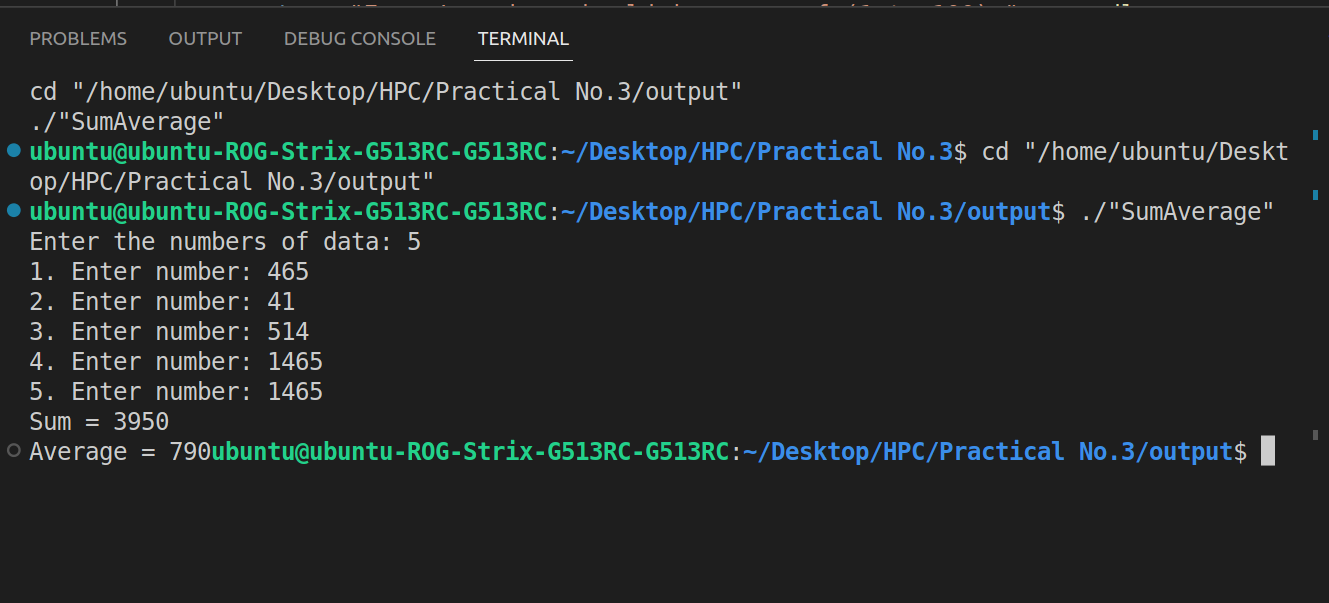 PROBLEMS OUTPUT DEBUG CONSOLE TERMINAL
cd "/home/ubuntu/Desktop/HPC/Practical No.3/output"
./"SumAverage"
ubuntu@ubuntu-ROG-Strix-G513RC-G513RC:~/Desktop/HPC/Practical No.3$ cd "/home/ubuntu/Deskt
op/HPC/Practical No.3/output"
ubuntu@ubuntu-ROG-Strix-G513RC-G513RC:~/Desktop/HPC/Practical No.3/output$ ./"SumAverage"
Enter the numbers of data: 5
1. Enter number: 465
2. Enter number: 41
3. Enter number: 514
4. Enter number: 1465
5. Enter number: 1465
Sum = 3950
Average = 790ubuntu@ubuntu-ROG-Strix-G513RC-G513RC:~/Desktop/HPC/Practical No.3/output$